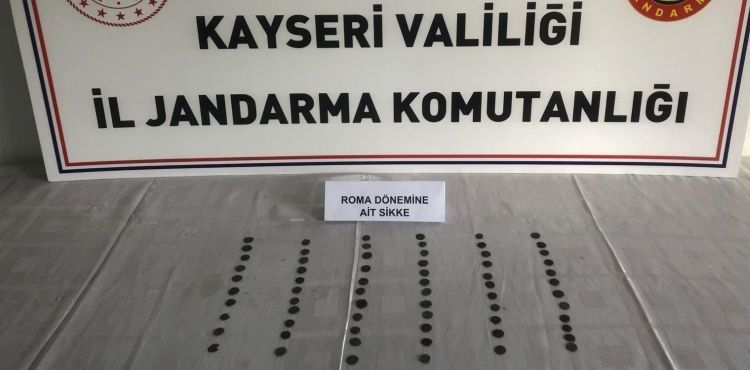 KAYSERİ VALİLİĞİ
İL JANDARMA KOMUTANLIĞI
ROMA DÖNEMİNE
AİT SİKKE